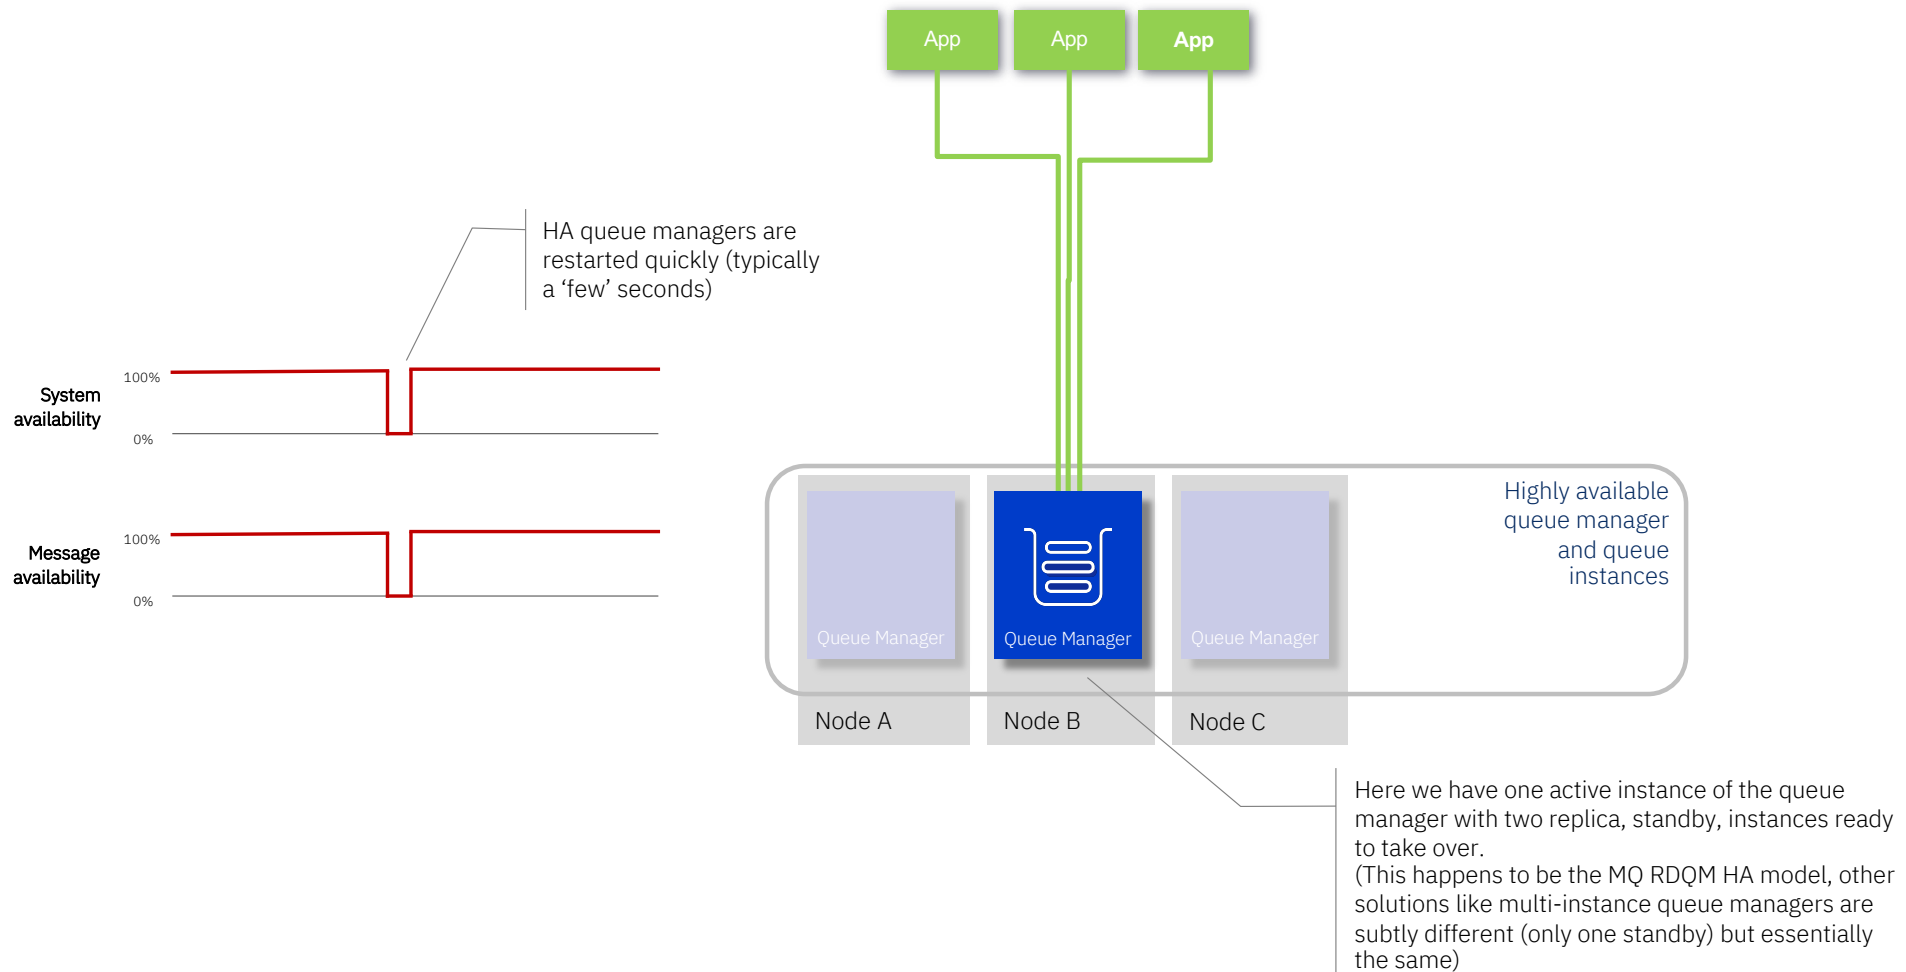 App
App
App
HA queue managers are
restarted quickly (typically
a ‘few’ seconds)
System
availability
100%
0%
Message
availability
100%
0%
Highly available
queue manager
and queue
instances
Queue Manager
Queue Manager
Queue Manager
Node A
Node B
Node C
Here we have one active instance of the queue
manager with two replica, standby, instances ready
to take over.
(This happens to be the MQ RDQM HA model, other
solutions like multi-instance queue managers are
subtly different (only one standby) but essentially
the same)